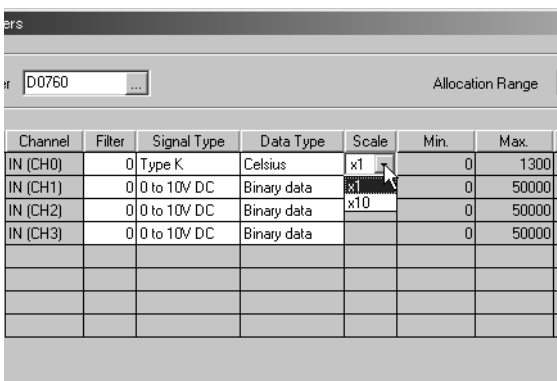 ers
er D0760 ... Allocation Range
Channel Filter Signal Type Data Type Scale Min. Max.
IN (CH0) 0 Type K Celsius x1 0 1300
IN (CH1) 0 0 to 10V DC Binary data x1 0 50000
IN (CH2) 0 0 to 10V DC Binary data x10 0 50000
IN (CH3) 0 0 to 10V DC Binary data 0 50000